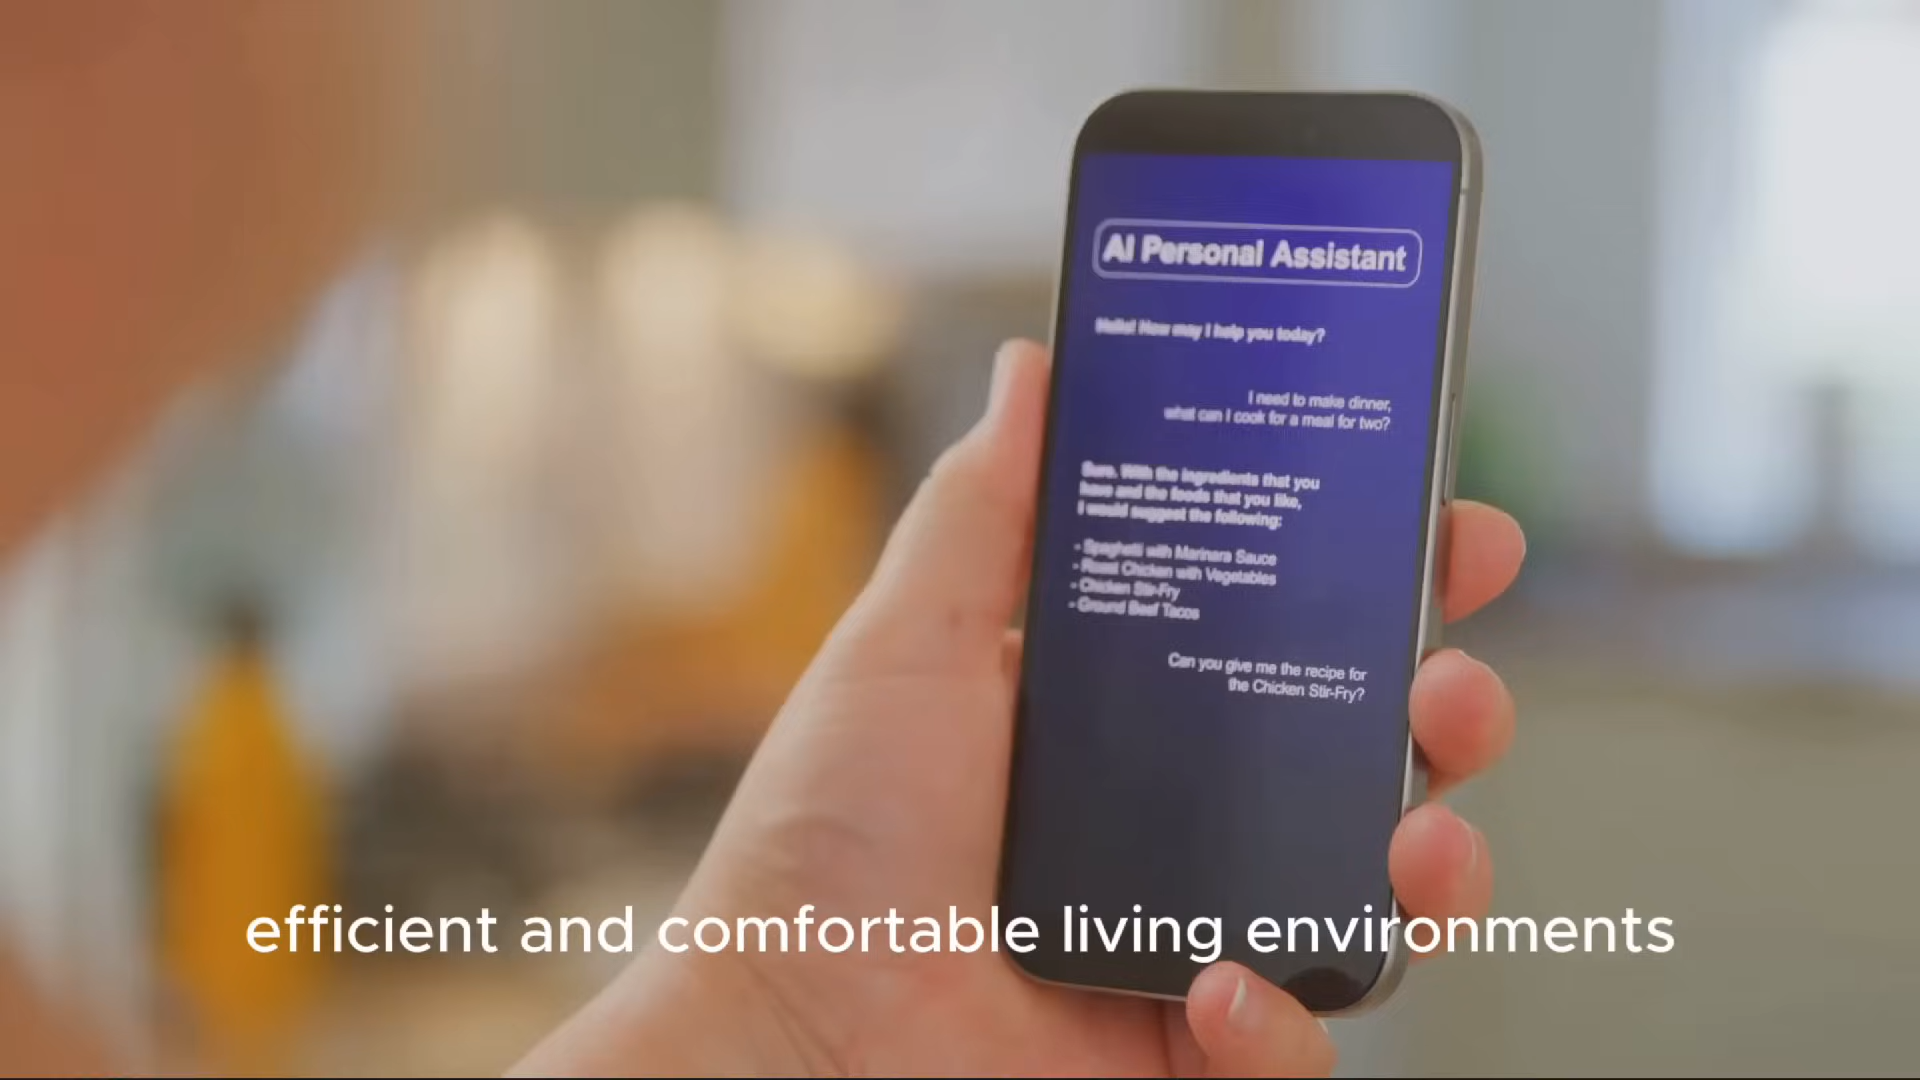 AI Personal Assistant
Hello! How may I help you today?
I need to make dinner,
what can I cook for a meal for two?
Sure. With the ingredients that you
have and the foods that you like,
I would suggest the following:
- Spaghetti with Marinara Sauce
- Roast Chicken with Vegetables
- Chicken Stir-Fry
- Ground Beef Tacos
Can you give me the recipe for
the Chicken Stir-Fry?
efficient and comfortable living environments